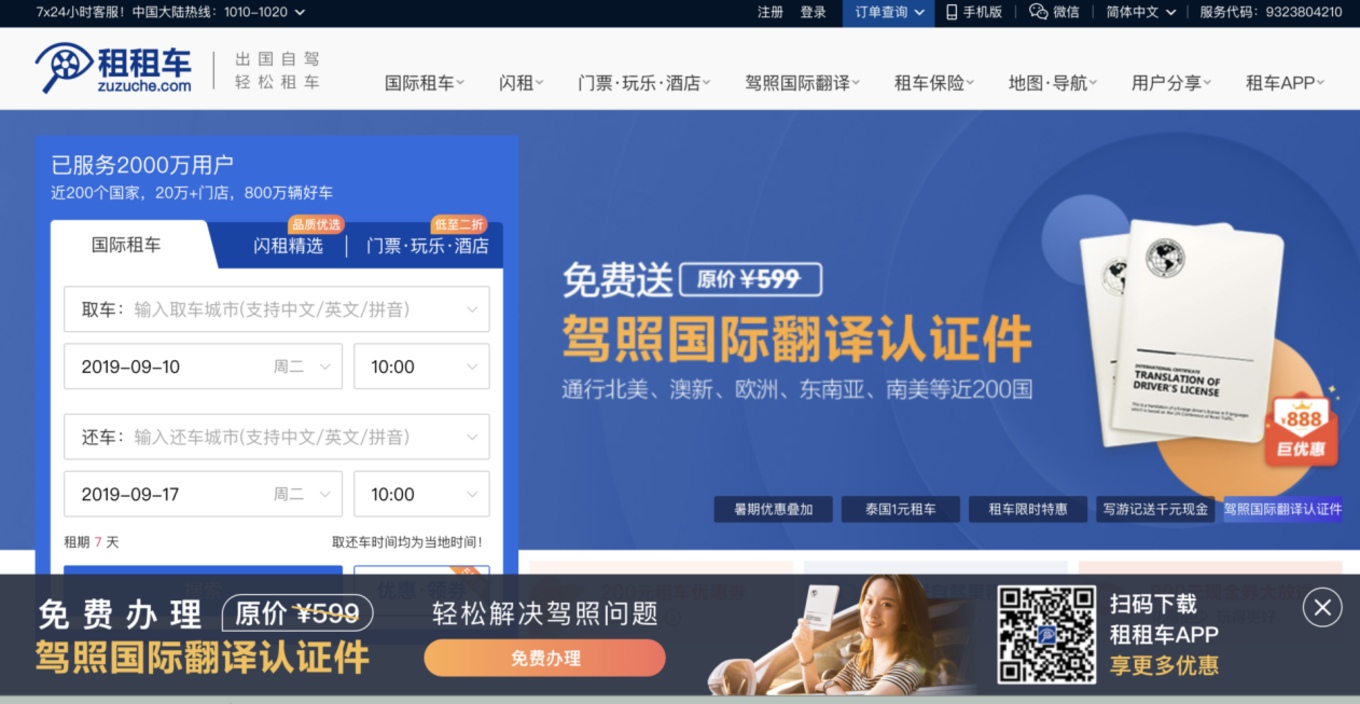 7x24小时客服！中国大陆热线：1010-1020
注册 登录 订单查询 手机版 微信 简体中文 服务代码：9323804210
租租车
zuzuche.com
出国自驾
轻松租车
国际租车 闪租 门票·玩乐·酒店 驾照国际翻译 租车保险 地图·导航 用户分享 租车APP
已服务2000万用户
近200个国家，20万+门店，800万辆好车
品质优选 低至二折
国际租车 闪租精选 门票·玩乐·酒店
取车：输入取车城市(支持中文/英文/拼音)
2019-09-10 周二 10:00
还车：输入还车城市(支持中文/英文/拼音)
2019-09-17 周二 10:00
租期 7 天 取还车时间均为当地时间！
免费送 原价¥599
驾照国际翻译认证件
通行北美、澳新、欧洲、东南亚、南美等近200国
INTERNATIONAL CERTIFICATE
TRANSLATION OF
DRIVER'S LICENSE
¥888
巨优惠
暑期优惠叠加 泰国1元租车 租车限时特惠 写游记送千元现金 驾照国际翻译认证件
免费办理 原价¥599
驾照国际翻译认证件
轻松解决驾照问题
免费办理
扫码下载
租租车APP
享更多优惠